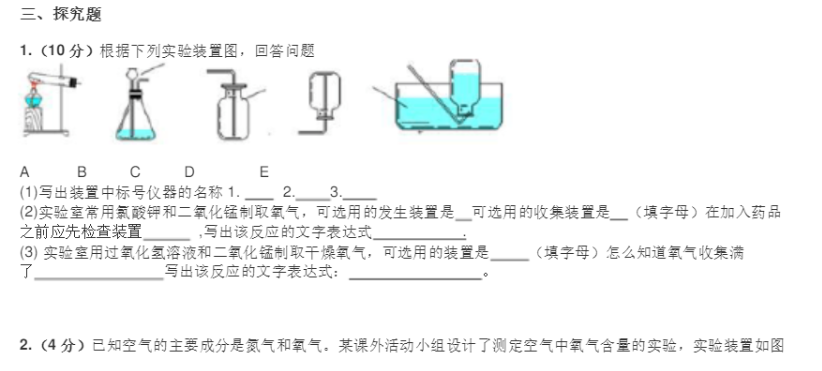 三、探究题
1.（10 分）根据下列实验装置图，回答问题
A B C D E
(1)写出装置中标号仪器的名称 1. ____ 2._____3._____
(2)实验室常用氯酸钾和二氧化锰制取氧气，可选用的发生装置是__可选用的收集装置是__（填字母）在加入药品
之前应先检查装置______ ,写出该反应的文字表达式____________.
(3) 实验室用过氧化氢溶液和二氧化锰制取干燥氧气，可选用的装置是_____（填字母）怎么知道氧气收集满
了_________________写出该反应的文字表达式：_________________。
2.（4 分）已知空气的主要成分是氮气和氧气。某课外活动小组设计了测定空气中氧气含量的实验，实验装置如图